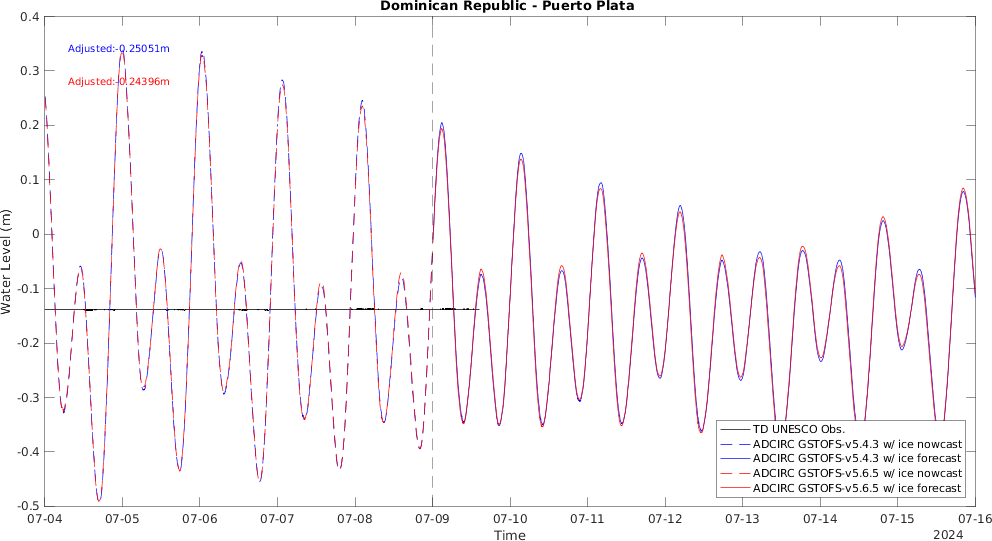 Dominican Republic - Puerto Plata
Adjusted:-0.25051m
Adjusted:-0.24396m
Water Level (m)
0.4
0.3
0.2
0.1
0
-0.1
-0.2
-0.3
-0.4
-0.5
TD UNESCO Obs.
ADCIRC GSTOFS-v5.4.3 w/ ice nowcast
ADCIRC GSTOFS-v5.4.3 w/ ice forecast
ADCIRC GSTOFS-v5.6.5 w/ ice nowcast
ADCIRC GSTOFS-v5.6.5 w/ ice forecast
07-04 07-05 07-06 07-07 07-08 07-09 07-10 07-11 07-12 07-13 07-14 07-15 07-16
Time
2024